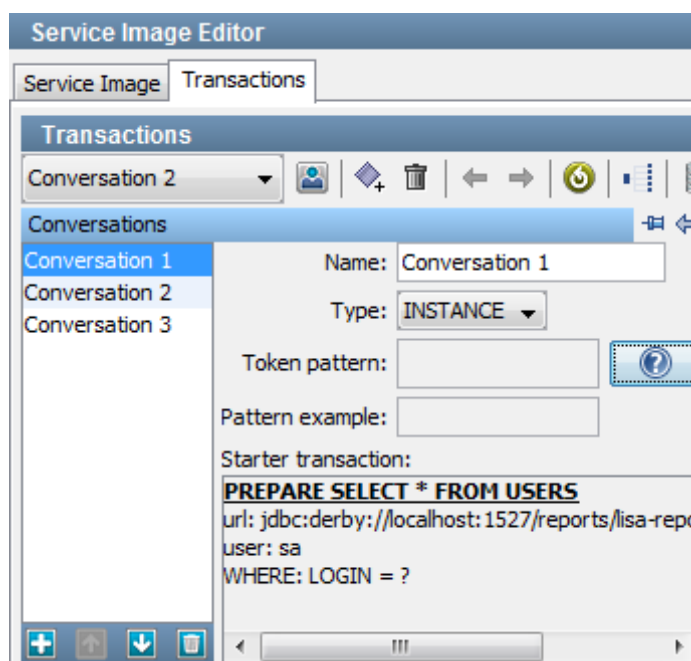 Service Image Editor
Service Image Transactions
Transactions
Conversation 2
Conversations
Conversation 1
Conversation 2
Conversation 3
Name: Conversation 1
Type: INSTANCE
Token pattern:
Pattern example:
Starter transaction:
PREPARE SELECT * FROM USERS
url: jdbc:derby://localhost:1527/reports/lisa-repo
user: sa
WHERE: LOGIN = ?